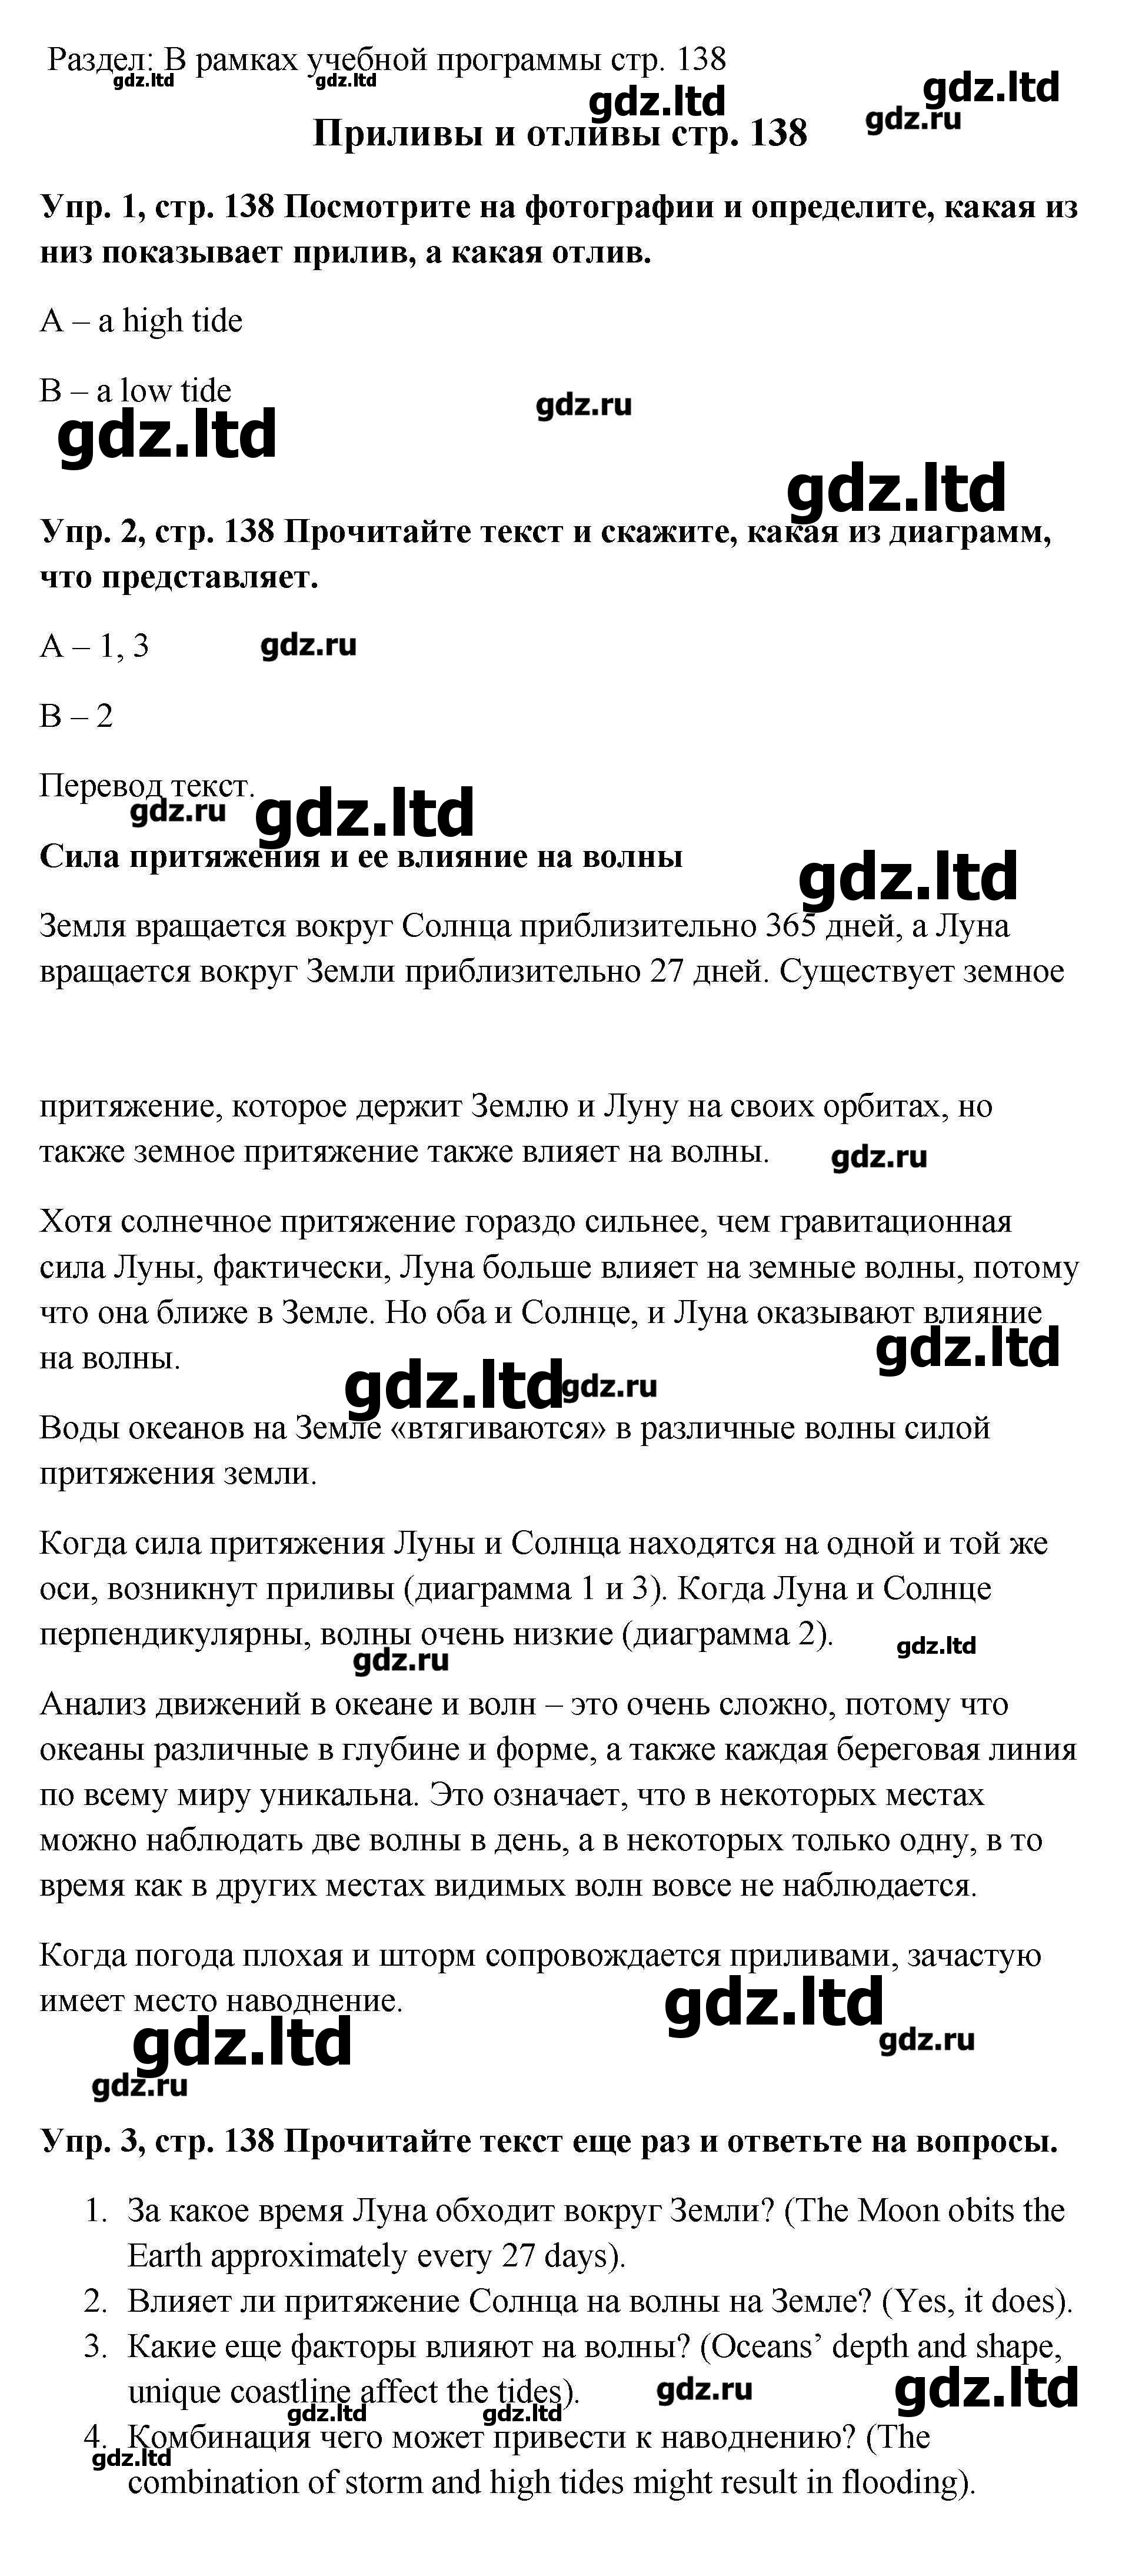 Раздел: В рамках учебной программы стр. 138
gdz.ltd gdz.ltd gdz.ltd gdz.ltd
gdz.ru
Приливы и отливы стр. 138
Упр. 1, стр. 138 Посмотрите на фотографии и определите, какая из
низ показывает прилив, а какая отлив.
A – a high tide
B – a low tide
gdz.ru
gdz.ltd
gdz.ltd
Упр. 2, стр. 138 Прочитайте текст и скажите, какая из диаграмм,
что представляет.
A – 1, 3
gdz.ru
B – 2
Перевод текст.
gdz.ru gdz.ltd
Сила притяжения и ее влияние на волны
gdz.ltd
Земля вращается вокруг Солнца приблизительно 365 дней, а Луна
вращается вокруг Земли приблизительно 27 дней. Существует земное
притяжение, которое держит Землю и Луну на своих орбитах, но
также земное притяжение также влияет на волны.
gdz.ru
Хотя солнечное притяжение гораздо сильнее, чем гравитационная
сила Луны, фактически, Луна больше влияет на земные волны, потому
что она ближе в Земле. Но оба и Солнце, и Луна оказывают влияние
на волны.
gdz.ltd
gdz.ltd gdz.ru
Воды океанов на Земле «втягиваются» в различные волны силой
притяжения земли.
Когда сила притяжения Луны и Солнца находятся на одной и той же
оси, возникнут приливы (диаграмма 1 и 3). Когда Луна и Солнце
перпендикулярны, волны очень низкие (диаграмма 2).
gdz.ltd
gdz.ru
Анализ движений в океане и волн – это очень сложно, потому что
океаны различные в глубине и форме, а также каждая береговая линия
по всему миру уникальна. Это означает, что в некоторых местах
можно наблюдать две волны в день, а в некоторых только одну, в то
время как в других местах видимых волн вовсе не наблюдается.
Когда погода плохая и шторм сопровождается приливами, зачастую
имеет место наводнение.
gdz.ltd
gdz.ltd gdz.ru
gdz.ru
Упр. 3, стр. 138 Прочитайте текст еще раз и ответьте на вопросы.
1. За какое время Луна обходит вокруг Земли? (The Moon obits the
Earth approximately every 27 days).
2. Влияет ли притяжение Солнца на волны на Земле? (Yes, it does).
3. Какие еще факторы влияют на волны? (Oceans’ depth and shape,
unique coastline affect the tides).
gdz.ru gdz.ltd
gdz.ltd gdz.ltd
4. Комбинация чего может привести к наводнению? (The
gdz.ltd
combination of storm and high tides might result in flooding).